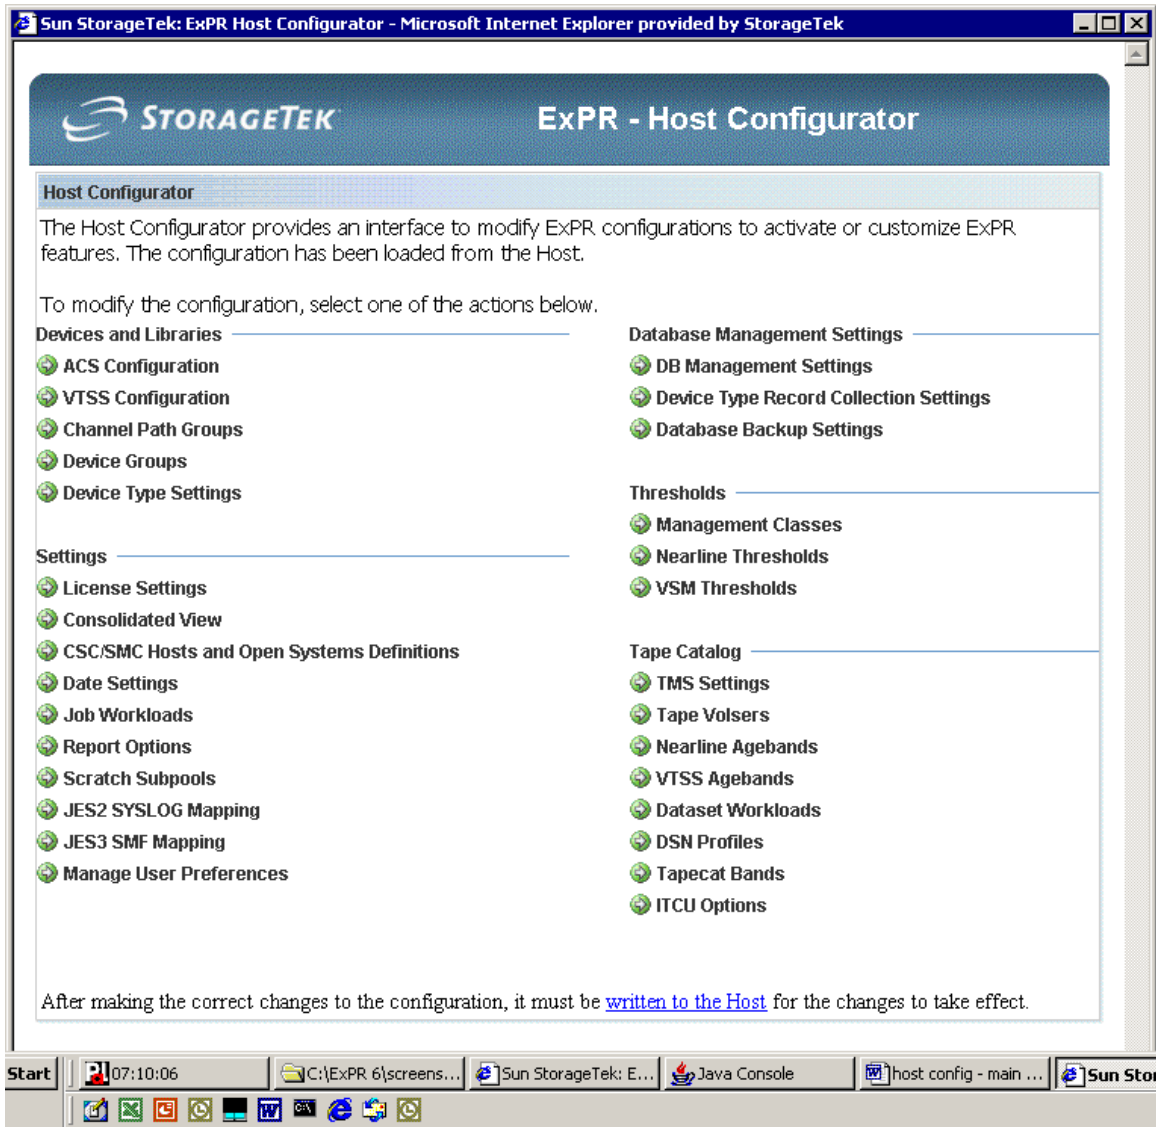 Sun StorageTek: ExPR Host Configurator - Microsoft Internet Explorer provided by StorageTek
STORAGETEK
ExPR - Host Configurator
Host Configurator
The Host Configurator provides an interface to modify ExPR configurations to activate or customize ExPR
features. The configuration has been loaded from the Host.
To modify the configuration, select one of the actions below.
Devices and Libraries
ACS Configuration
VTSS Configuration
Channel Path Groups
Device Groups
Device Type Settings
Settings
License Settings
Consolidated View
CSC/SMC Hosts and Open Systems Definitions
Date Settings
Job Workloads
Report Options
Scratch Subpools
JES2 SYSLOG Mapping
JES3 SMF Mapping
Manage User Preferences
Database Management Settings
DB Management Settings
Device Type Record Collection Settings
Database Backup Settings
Thresholds
Management Classes
Nearline Thresholds
VSM Thresholds
Tape Catalog
TMS Settings
Tape Volsers
Nearline Agebands
VTSS Agebands
Dataset Workloads
DSN Profiles
Tapecat Bands
ITCU Options
After making the correct changes to the configuration, it must be written to the Host for the changes to take effect.
Start
07:10:06
C:\ExPR 6\screens...
Sun StorageTek: E...
Java Console
host config - main ...
Sun Stor